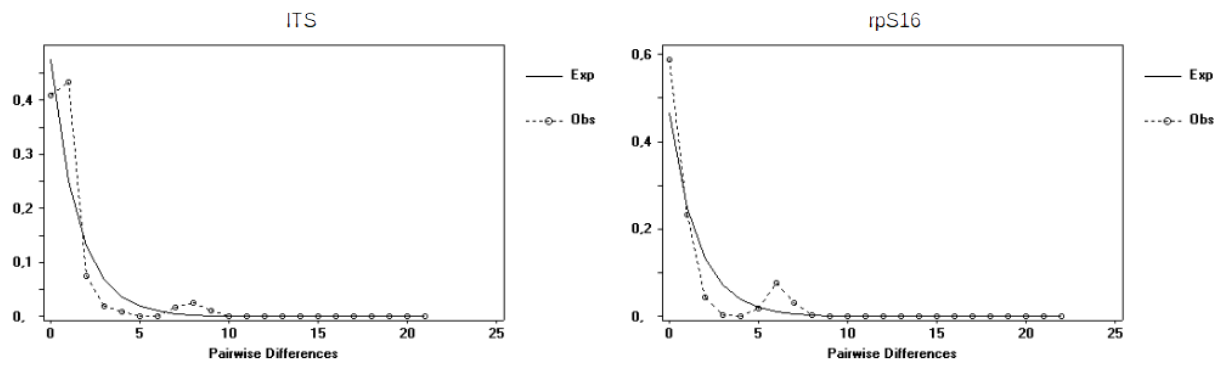 ITS
Exp
Obs
0,4
0,3
0,2
0,1
0,
0 5 10 15 20 25
Pairwise Differences
rpS16
Exp
Obs
0,6
0,4
0,2
0,
0 5 10 15 20 25
Pairwise Differences